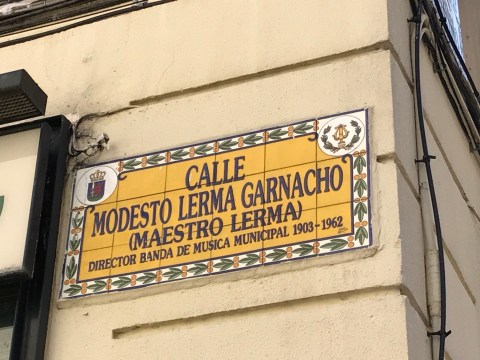 CALLE
MODESTO LERMA GARNACHO
(MAESTRO LERMA)
DIRECTOR BANDA DE MUSICA MUNICIPAL 1903-1962